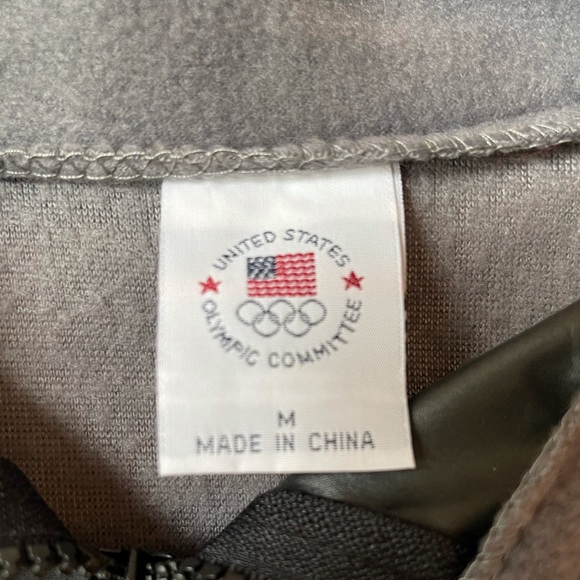 UNITED STATES
OLYMPIC COMMITTEE
M
MADE IN CHINA